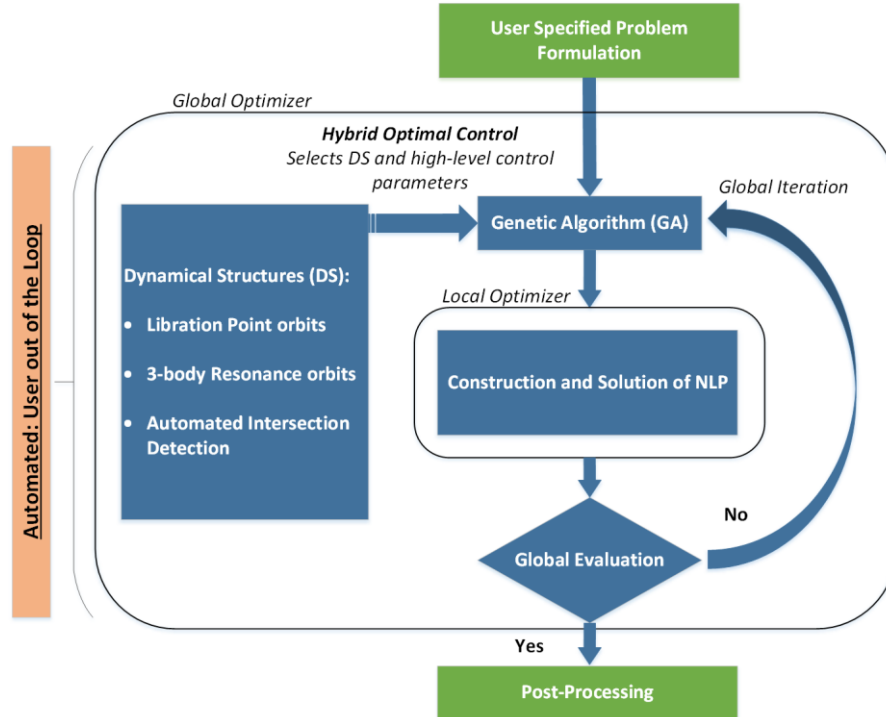 User Specified Problem
Formulation
Global Optimizer
Hybrid Optimal Control
Selects DS and high-level control
parameters
Global Iteration
Genetic Algorithm (GA)
Automated: User out of the Loop
Dynamical Structures (DS):
• Libration Point orbits
• 3-body Resonance orbits
• Automated Intersection
Detection
Local Optimizer
Construction and Solution of NLP
No
Global Evaluation
Yes
Post-Processing